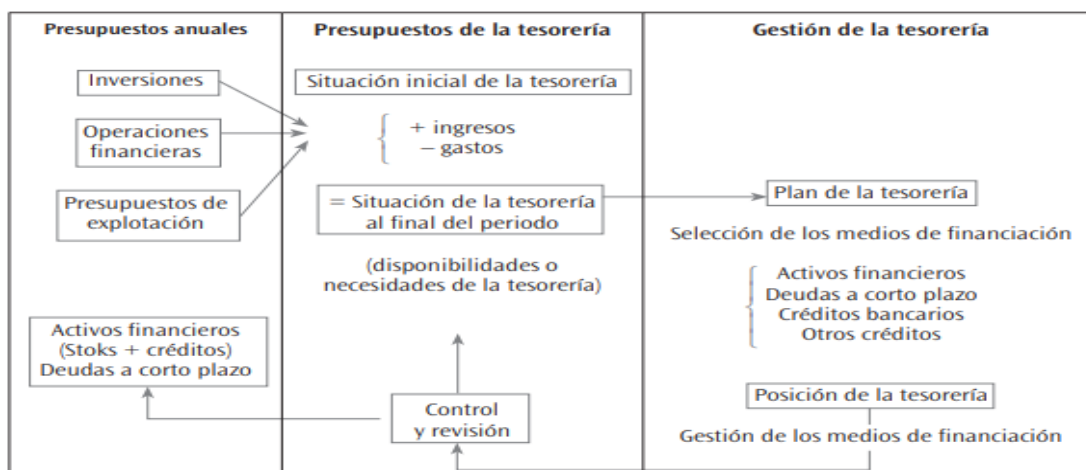 Presupuestos anuales
Inversiones
Operaciones
financieras
Presupuestos de
explotación
Activos financieros
(Stoks + créditos)
Deudas a corto plazo
Presupuestos de la tesorería
Situación inicial de la tesorería
+ ingresos
− gastos
= Situación de la tesorería
al final del periodo
(disponibilidades o
necesidades de la tesorería)
Control
y revisión
Gestión de la tesorería
Plan de la tesorería
Selección de los medios de financiación
Activos financieros
Deudas a corto plazo
Créditos bancarios
Otros créditos
Posición de la tesorería
Gestión de los medios de financiación